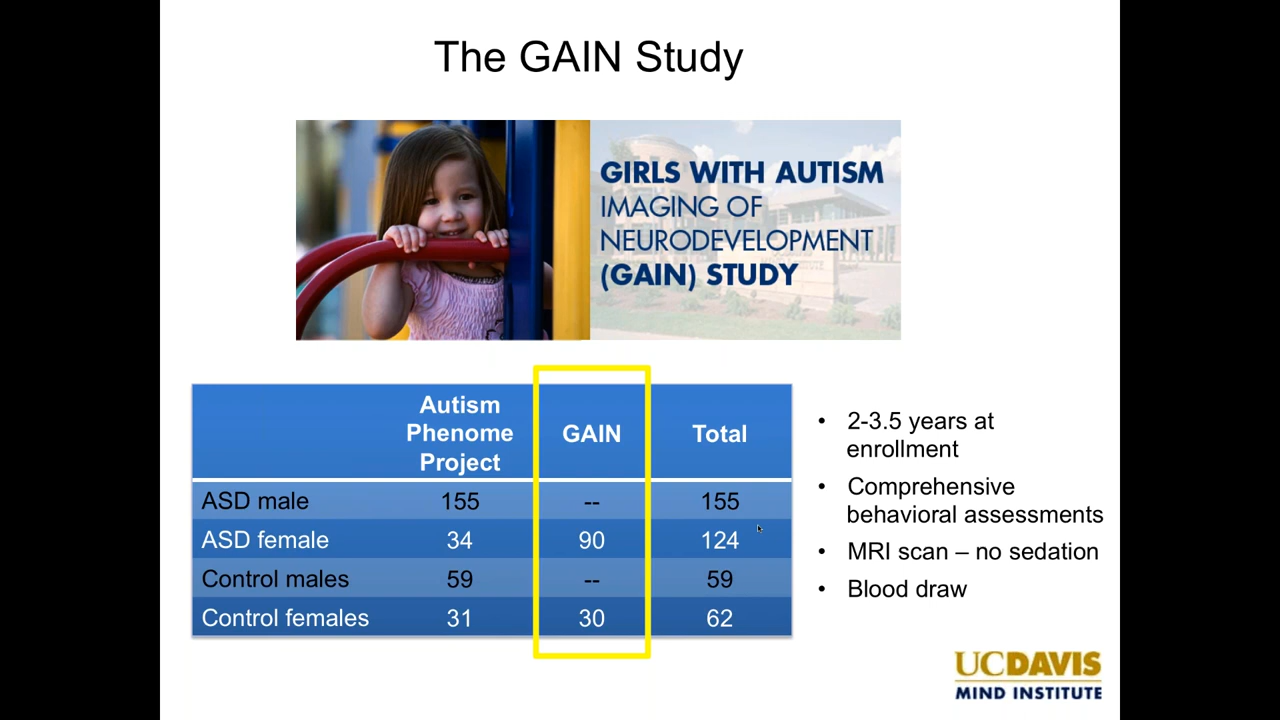 The GAIN Study
GIRLS WITH AUTISM
IMAGING OF
NEURODEVELOPMENT
(GAIN) STUDY
Autism Phenome Project GAIN Total
ASD male 155 -- 155
ASD female 34 90 124
Control males 59 -- 59
Control females 31 30 62
• 2-3.5 years at
enrollment
• Comprehensive
behavioral assessments
• MRI scan – no sedation
• Blood draw
UCDAVIS
MIND INSTITUTE